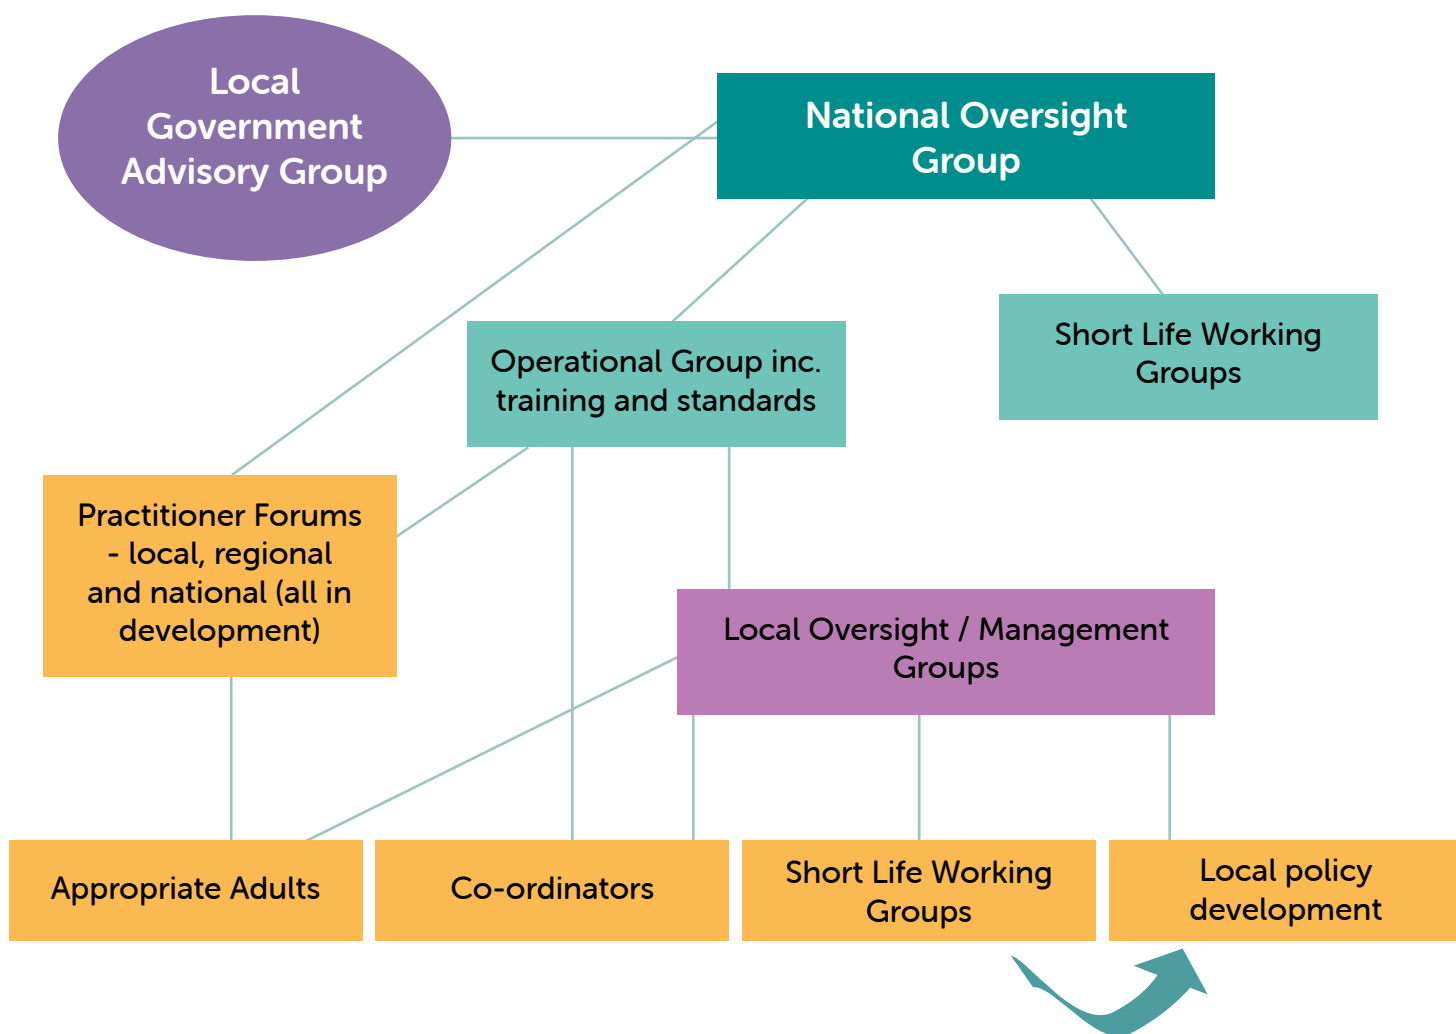 Local
Government
Advisory Group
National Oversight
Group
Short Life Working
Groups
Operational Group inc.
training and standards
Practitioner Forums
- local, regional
and national (all in
development)
Local Oversight / Management
Groups
Appropriate Adults
Co-ordinators
Short Life Working
Groups
Local policy
development